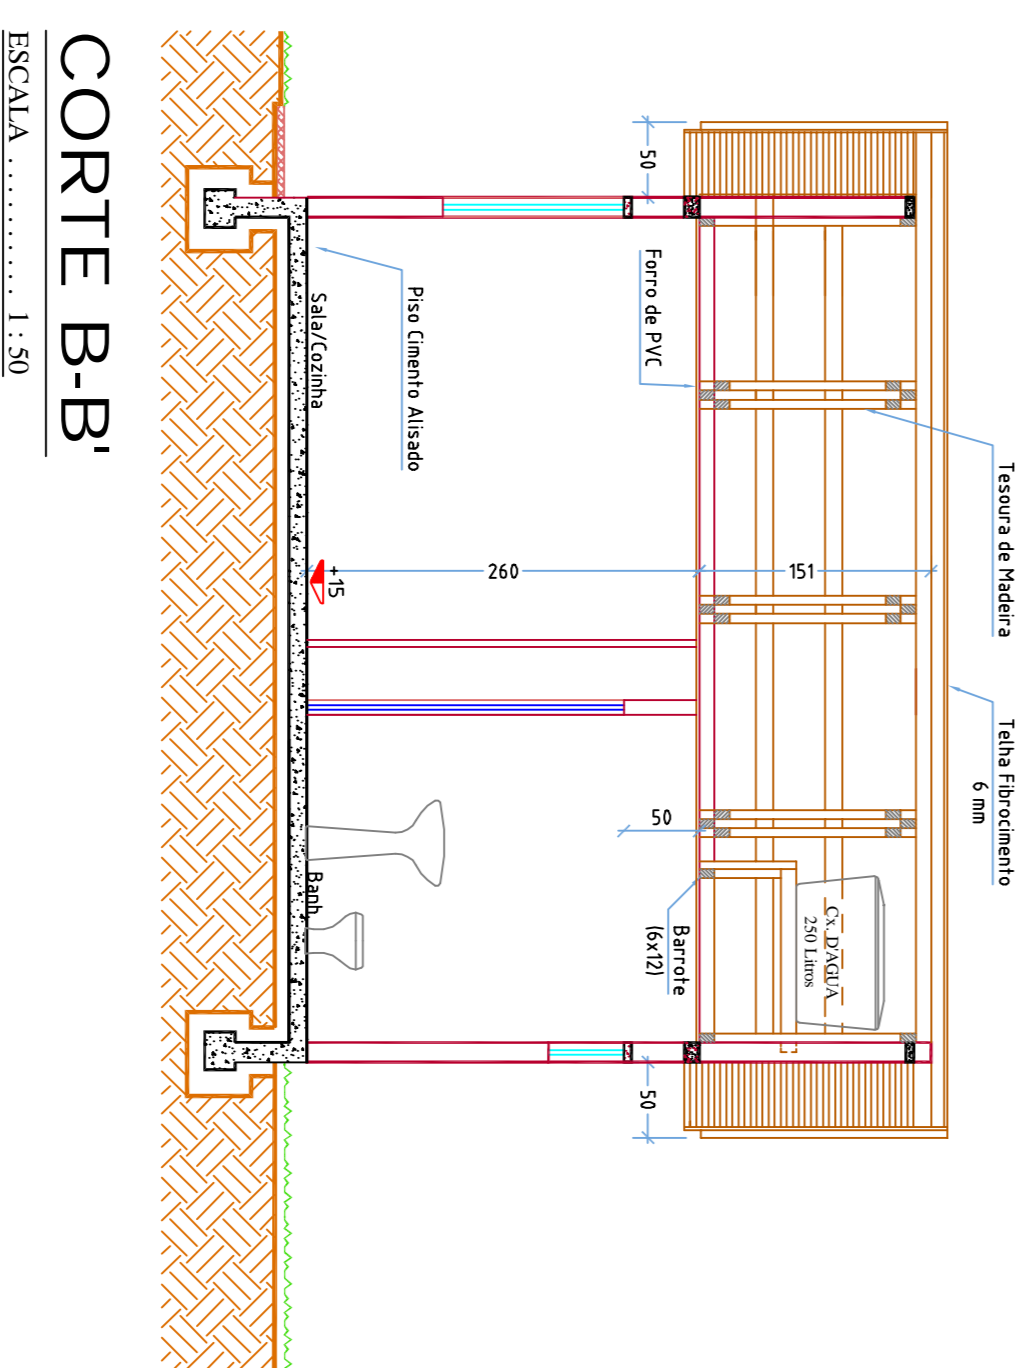 Telha Fibrocimento
6 mm
Tesoura de Madeira
151
Cx. D'AGUA
250 Litros
50
50
50
Forro de PVC
Barrote
(6x12)
260
Piso Cimento Alisado
+15
Sala/Cozinha
Banh.
CORTE B-B'
ESCALA ............ 1 : 50